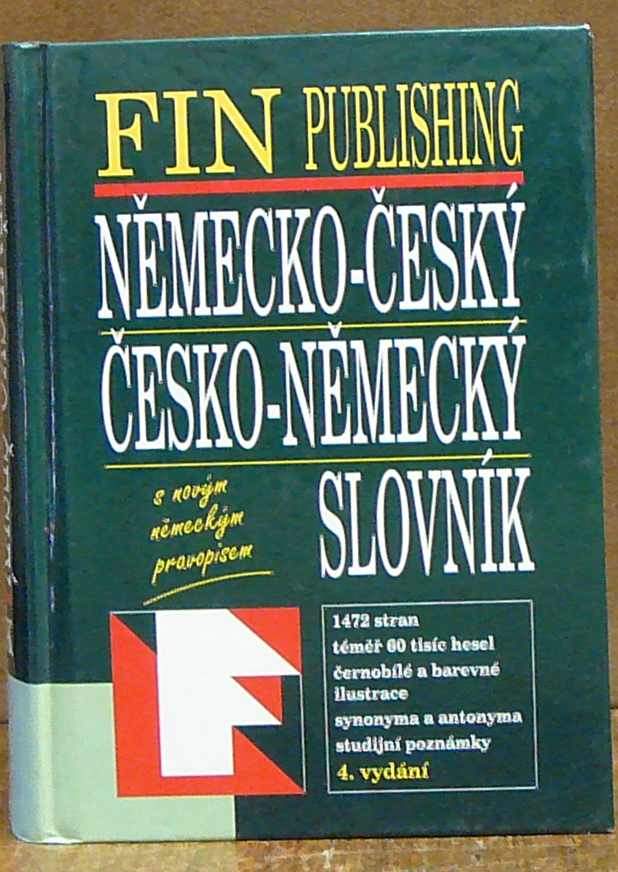 FIN PUBLISHING
NĚMECKO-ČESKÝ
ČESKO-NĚMECKÝ
SLOVNÍK
s novým
německým
pravopisem
1472 stran
téměř 60 tisíc hesel
černobílé a barevné
ilustrace
synonyma a antonyma
studijní poznámky
4. vydání